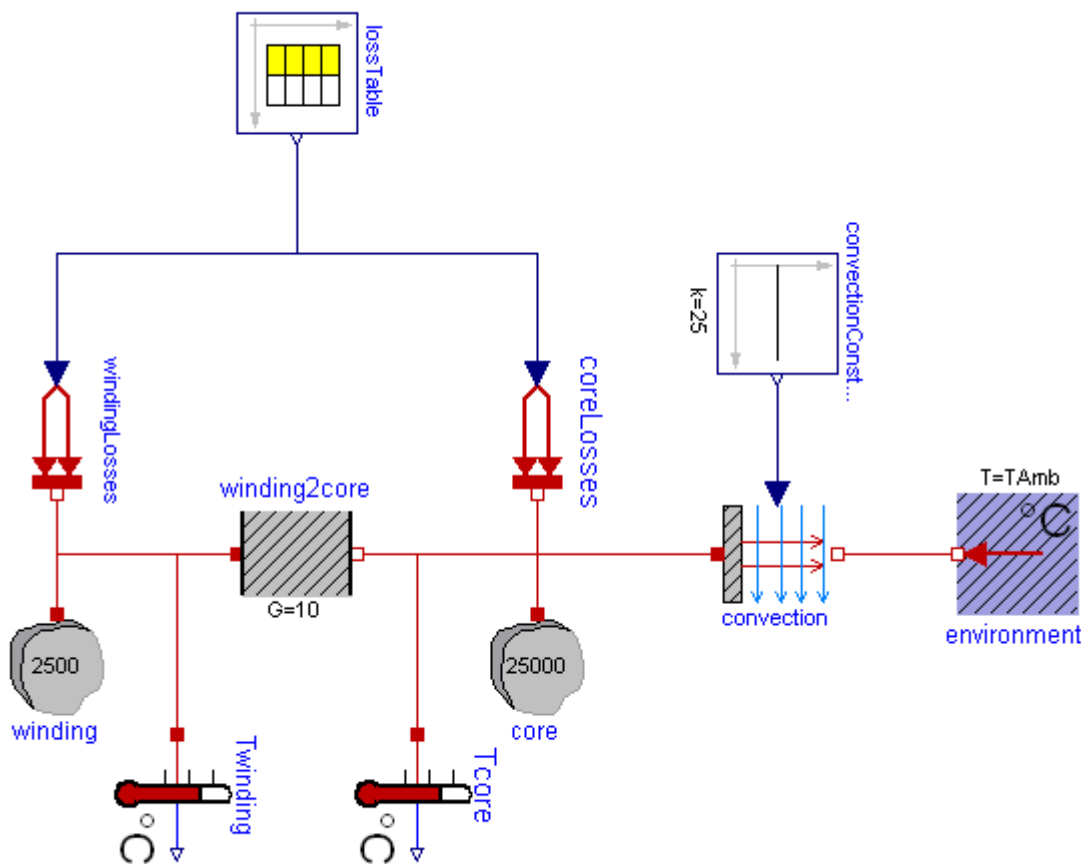 lossTable
convectionConst...
k=25
windingLosses
coreLosses
winding2core
G=10
T=TAmb
°C
convection
environment
2500
winding
25000
core
Twinding
°C
Tcore
°C